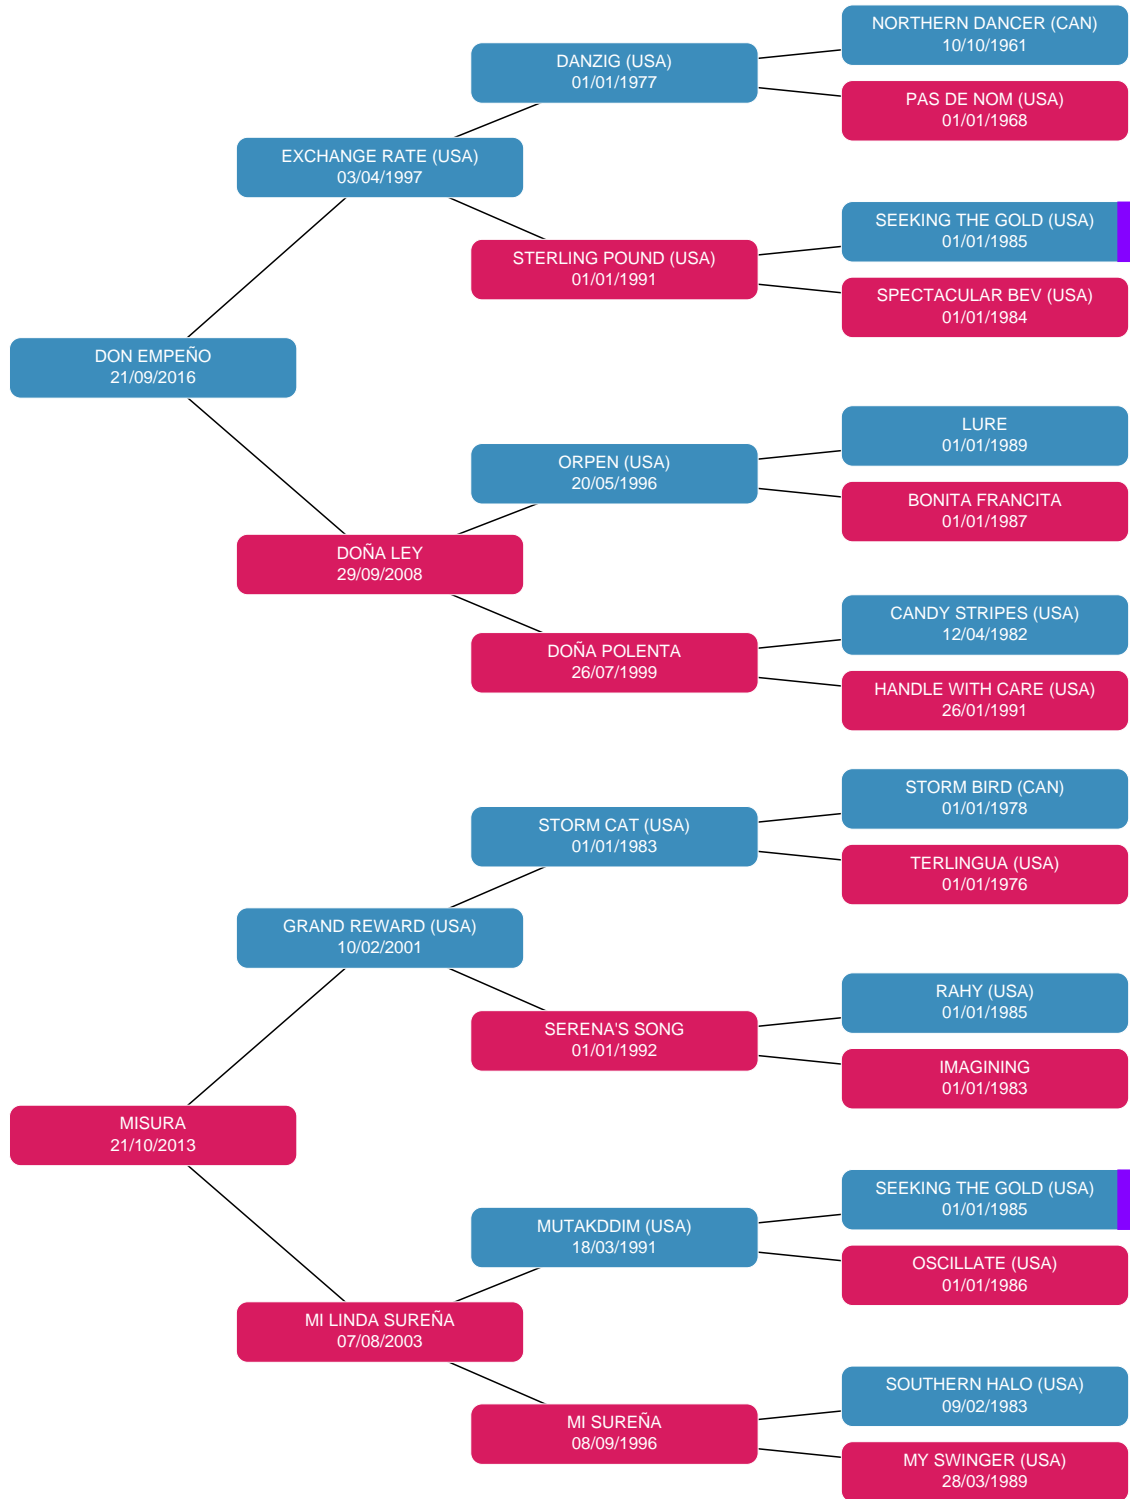 NORTHERN DANCER (CAN)
10/10/1961
DANZIG (USA)
01/01/1977
PAS DE NOM (USA)
01/01/1968
EXCHANGE RATE (USA)
03/04/1997
SEEKING THE GOLD (USA)
01/01/1985
STERLING POUND (USA)
01/01/1991
SPECTACULAR BEV (USA)
01/01/1984
DON EMPEÑO
21/09/2016
LURE
01/01/1989
ORPEN (USA)
20/05/1996
BONITA FRANCITA
01/01/1987
DOÑA LEY
29/09/2008
CANDY STRIPES (USA)
12/04/1982
DOÑA POLENTA
26/07/1999
HANDLE WITH CARE (USA)
26/01/1991
STORM BIRD (CAN)
01/01/1978
STORM CAT (USA)
01/01/1983
TERLINGUA (USA)
01/01/1976
GRAND REWARD (USA)
10/02/2001
RAHY (USA)
01/01/1985
SERENA'S SONG
01/01/1992
IMAGINING
01/01/1983
MISURA
21/10/2013
SEEKING THE GOLD (USA)
01/01/1985
MUTAKDDIM (USA)
18/03/1991
OSCILLATE (USA)
01/01/1986
MI LINDA SUREÑA
07/08/2003
SOUTHERN HALO (USA)
09/02/1983
MI SUREÑA
08/09/1996
MY SWINGER (USA)
28/03/1989